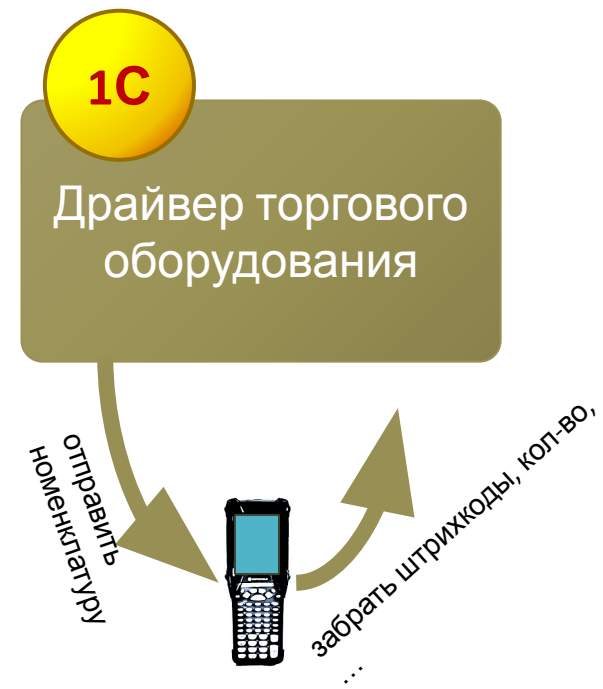 1С
Драйвер торгового
оборудования
отправить
номенклатуру
забрать штрихкоды, кол-во,
...